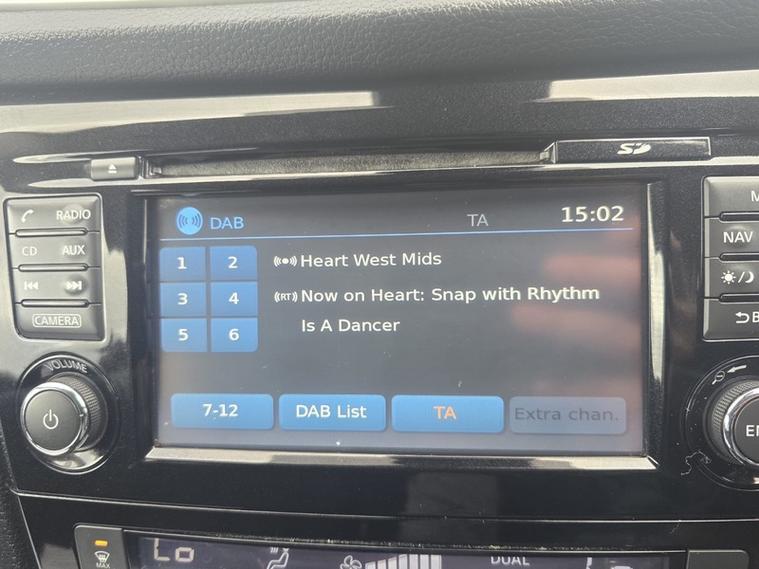 SD
RADIO
CD AUX
CAMERA
VOLUME
DAB TA 15:02
1 2
3 4
5 6
Heart West Mids
(RT) Now on Heart: Snap with Rhythm
Is A Dancer
7-12 DAB List TA Extra chan.
M
NAV
B
EN
MAX
Lo
DUAL